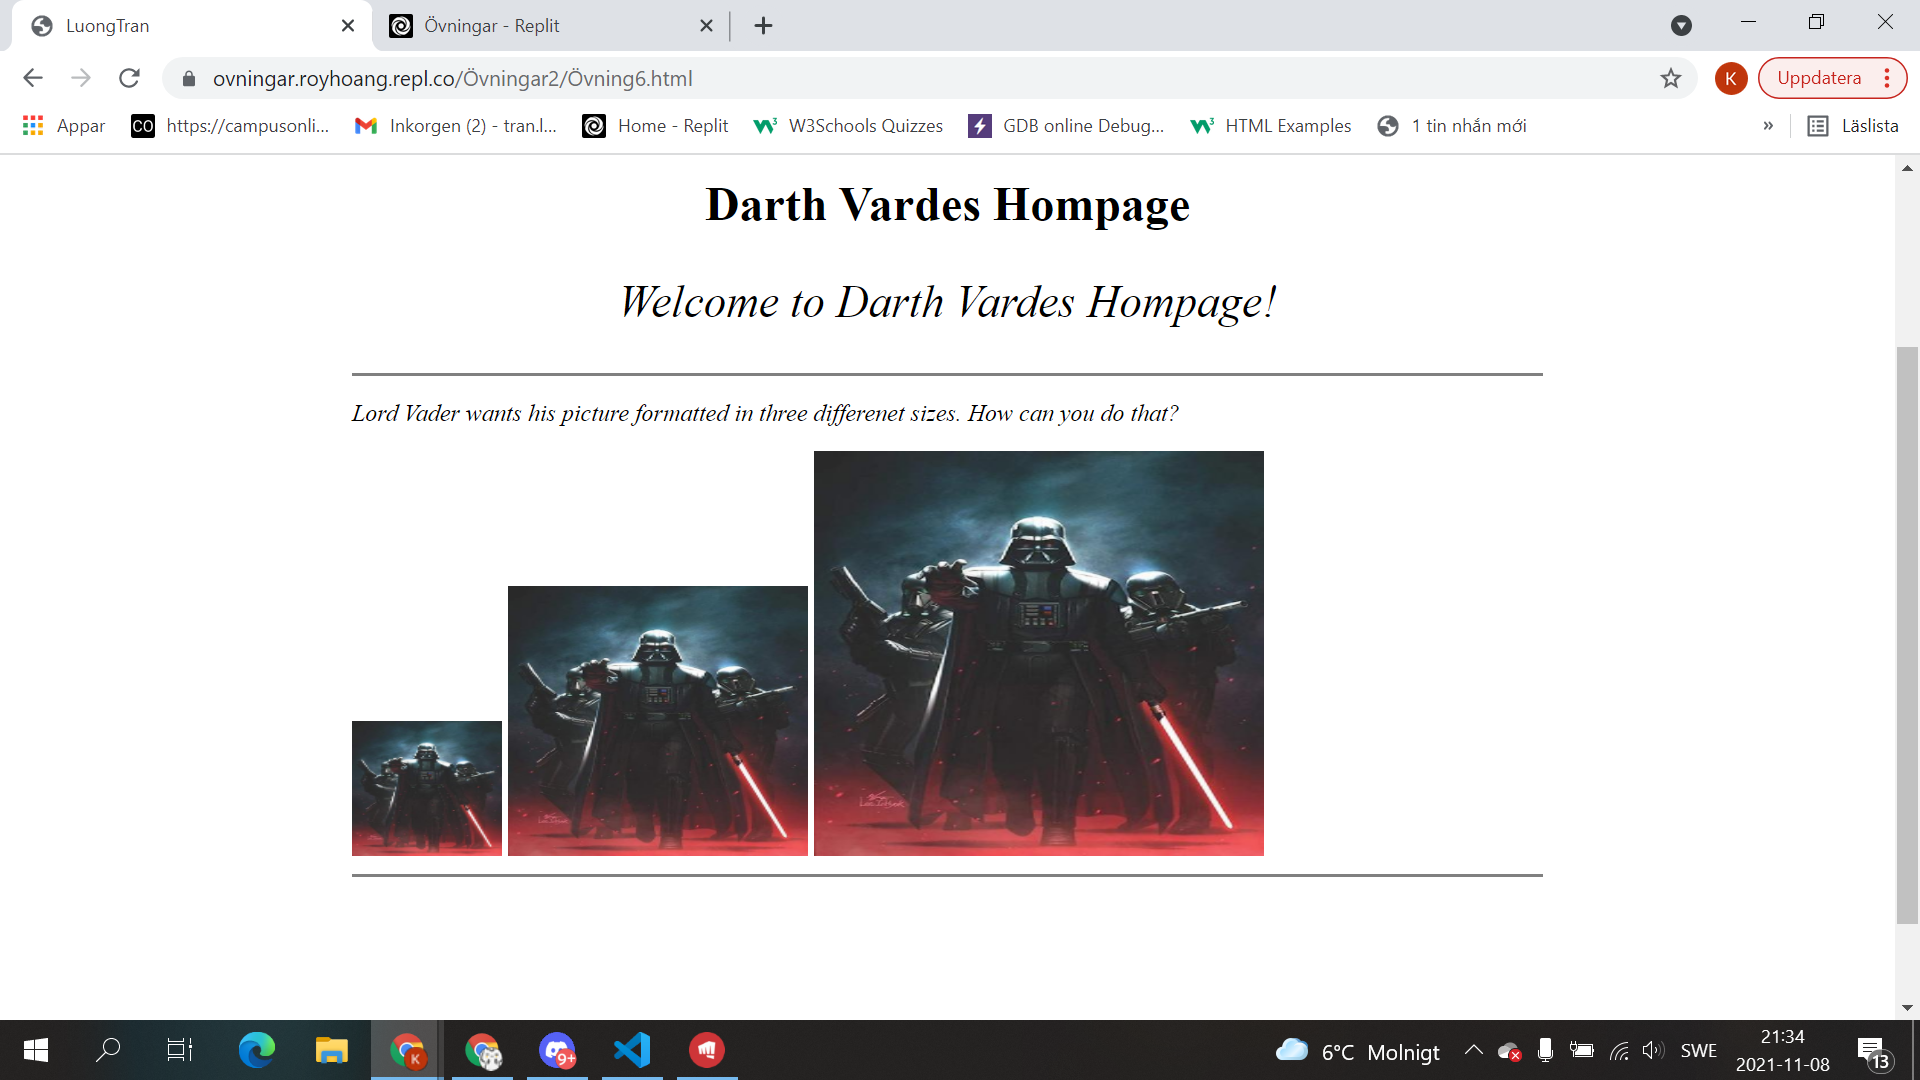 LuongTran
Övningar - Replit
ovningar.royhoang.repl.co/Övningar2/Övning6.html
K
Uppdatera
Appar
CO
https://campusonli...
Inkorgen (2) - tran.l...
Home - Replit
W3Schools Quizzes
GDB online Debug...
HTML Examples
1 tin nhắn mới
»
Läslista
Darth Vardes Hompage
Welcome to Darth Vardes Hompage!
Lord Vader wants his picture formatted in three differenet sizes. How can you do that?
K
9+
6°C Molnigt
SWE
21:34
2021-11-08
13